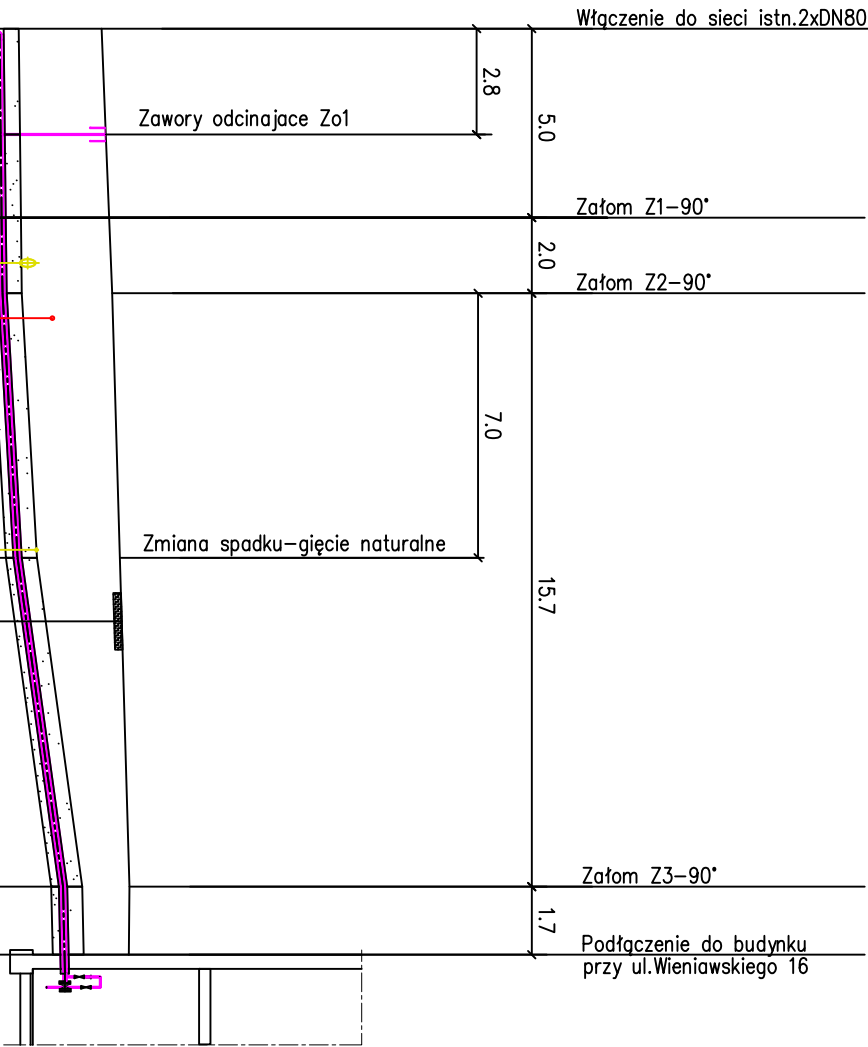 Włączenie do sieci istn.2xDN80
2.8
Zawory odcinajace Zo1
5.0
Załom Z1-90°
2.0
Załom Z2-90°
7.0
Zmiana spadku-gięcie naturalne
15.7
Załom Z3-90°
1.7
Podłączenie do budynku
przy ul.Wieniawskiego 16